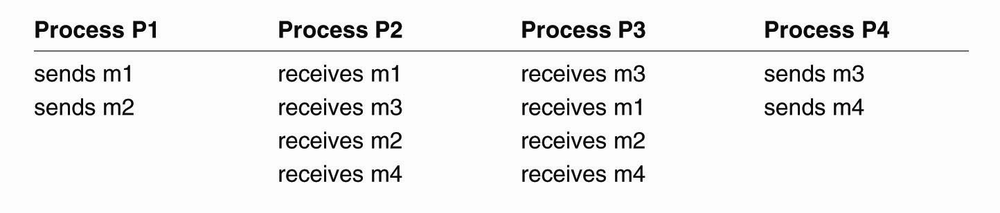 Process P1 Process P2 Process P3 Process P4
sends m1 receives m1 receives m3 sends m3
sends m2 receives m3 receives m1 sends m4
receives m2 receives m2
receives m4 receives m4